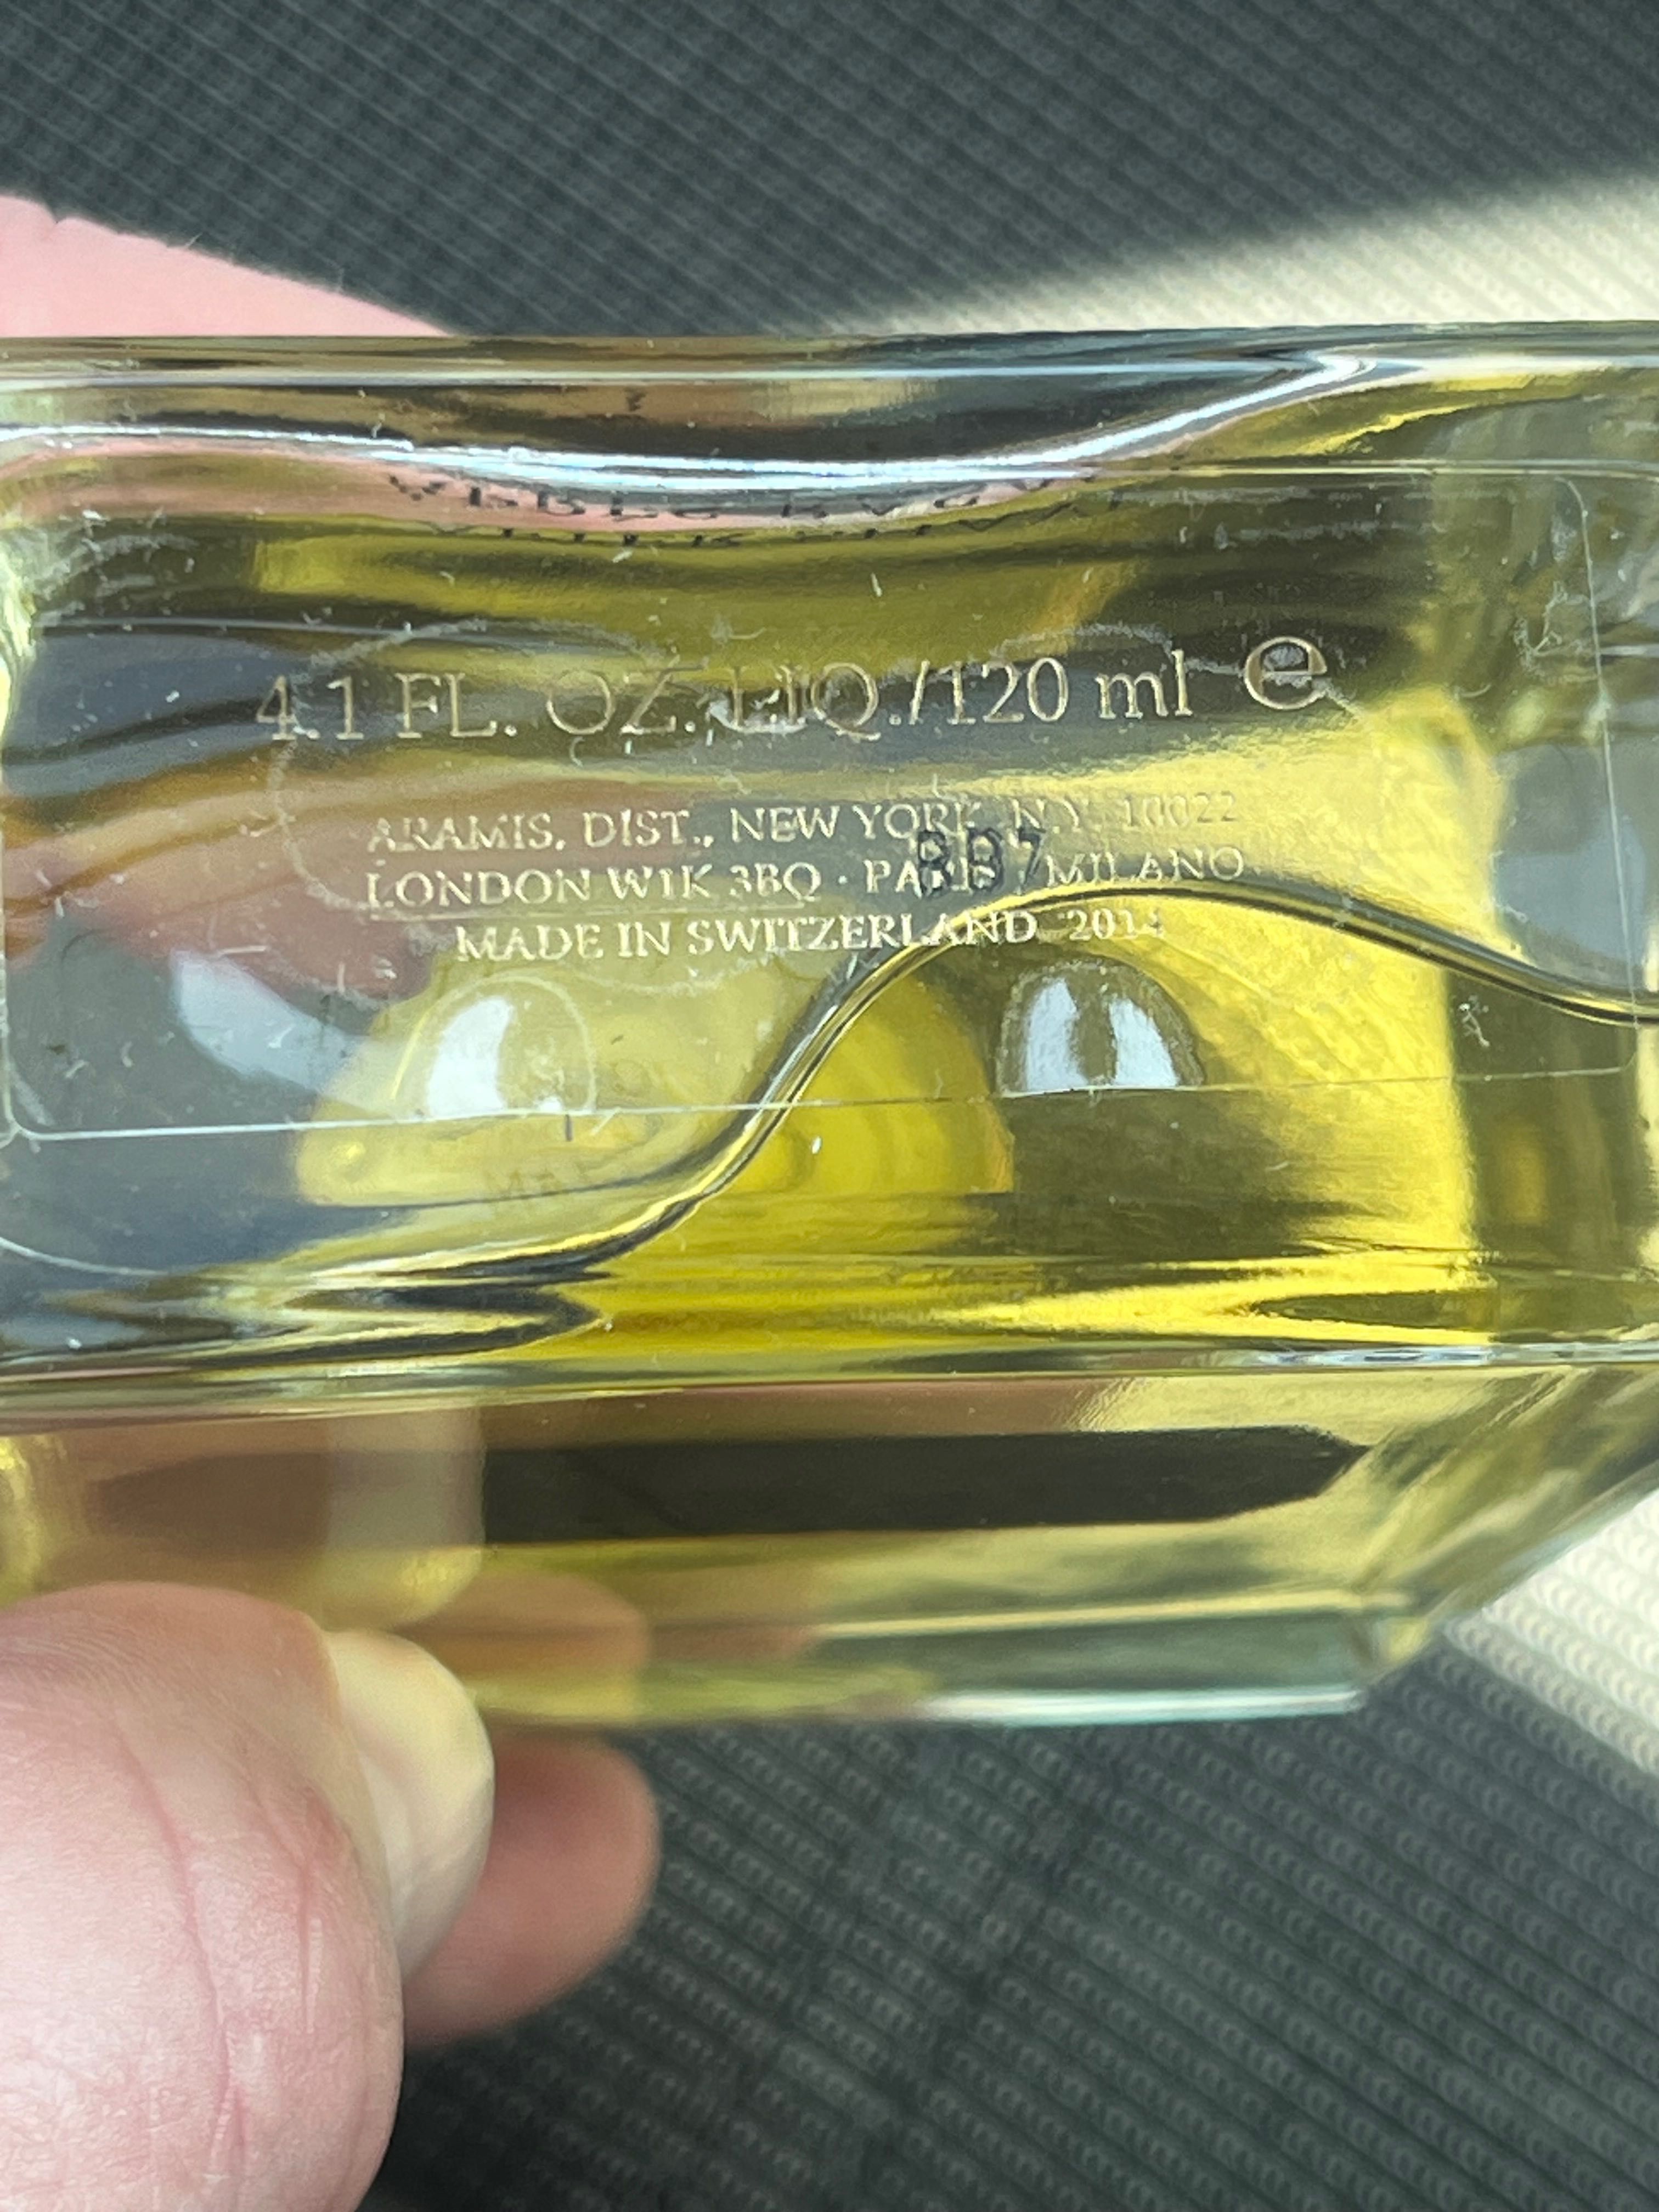 4.1 FL. OZ. LIQ./120 ml e
ARAMIS, DIST., NEW YORK, N.Y. 10022
LONDON W1K 3BQ · PARIS · MILANO
MADE IN SWITZERLAND